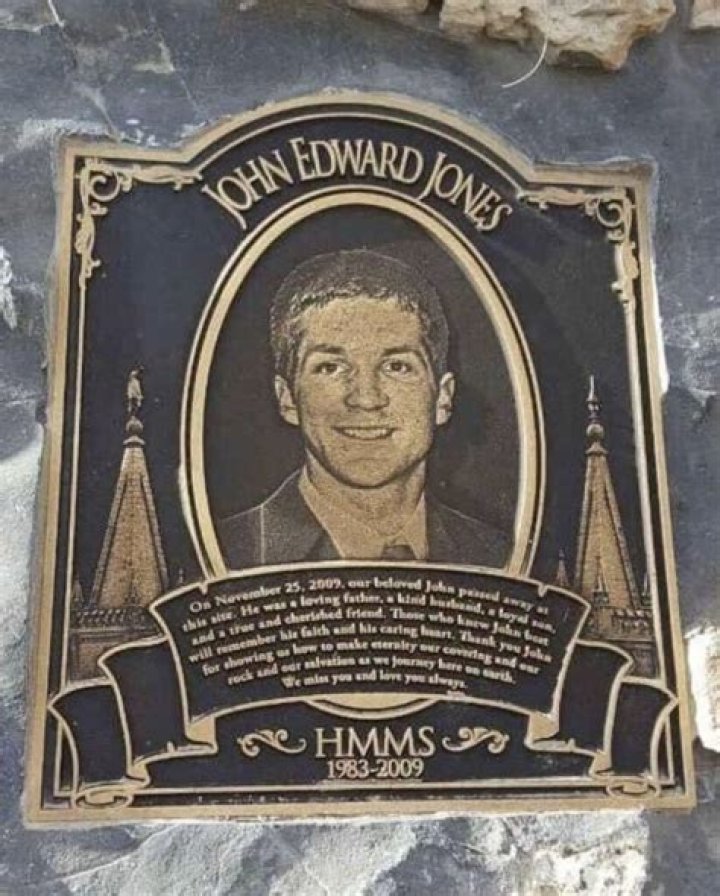 JOHN EDWARD JONES
On November 25, 2009, our beloved John passed away at
this site. He was a loving father, a kind husband, a loyal son,
and a true and cherished friend. Those who knew John best
will remember his faith and his caring heart. Thank you John
for showing us how to make eternity our coveting and our
rock and our salvation as we journey here on earth.
We miss you and love you always.
HMMS
1983-2009